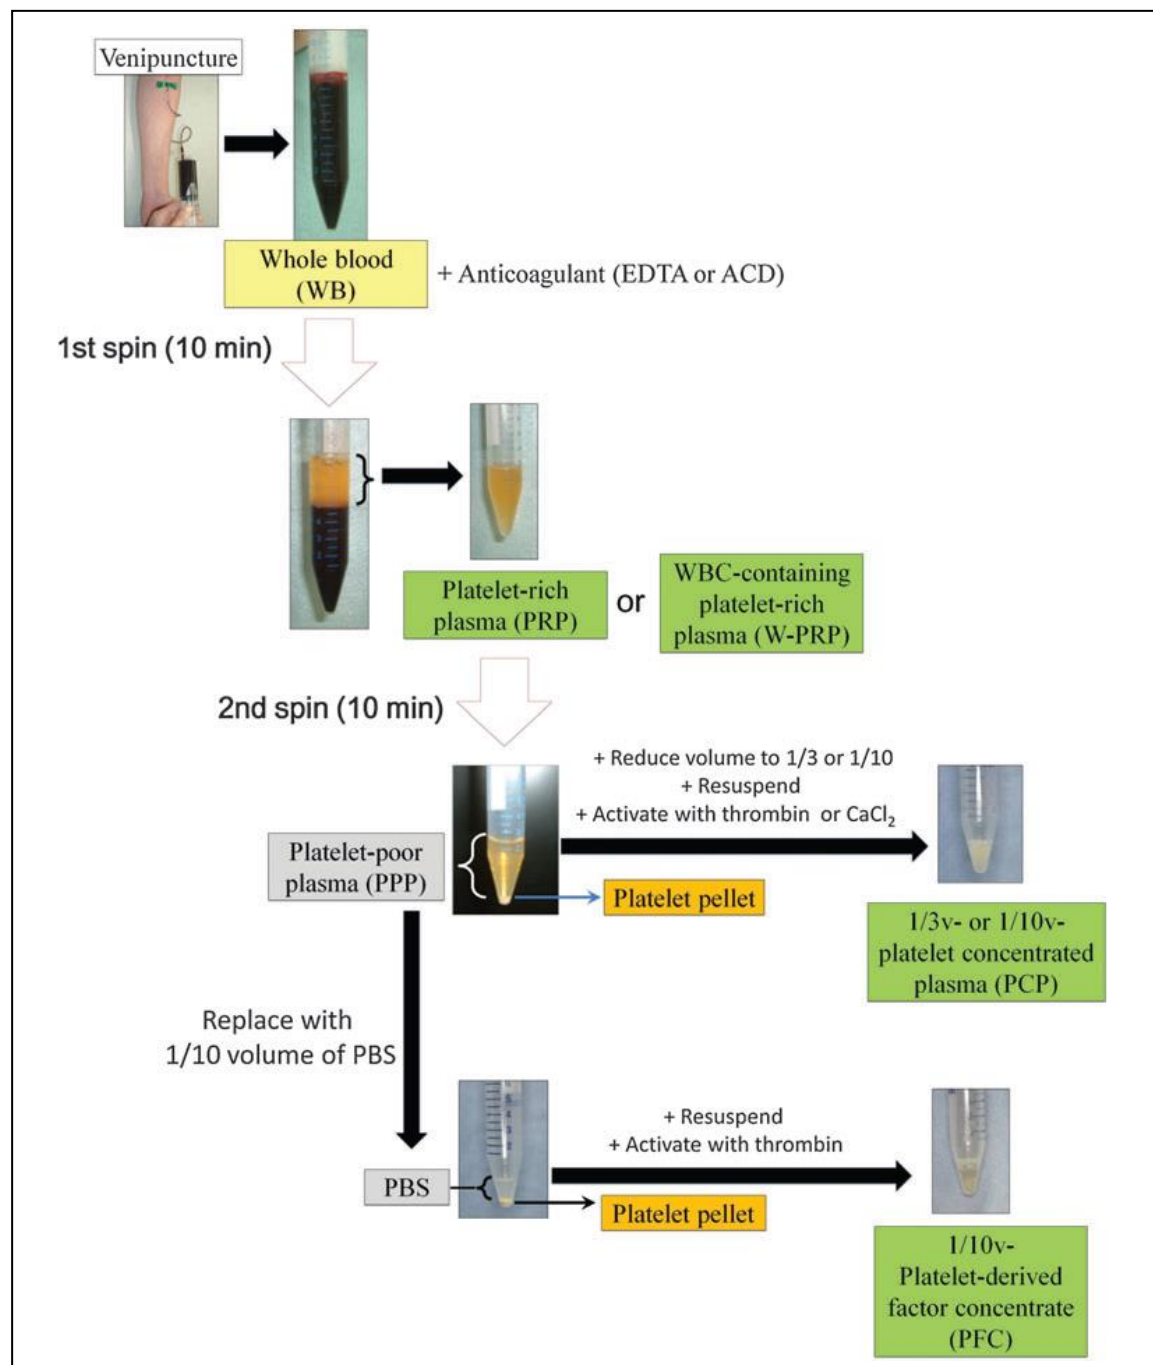 Venipuncture
Whole blood
(WB)
+ Anticoagulant (EDTA or ACD)
1st spin (10 min)
Platelet-rich
plasma (PRP)
or
WBC-containing
platelet-rich
plasma (W-PRP)
2nd spin (10 min)
+ Reduce volume to 1/3 or 1/10
+ Resuspend
+ Activate with thrombin or CaCl₂
Platelet-poor
plasma (PPP)
Platelet pellet
1/3v- or 1/10v-
platelet concentrated
plasma (PCP)
Replace with
1/10 volume of PBS
+ Resuspend
+ Activate with thrombin
PBS
Platelet pellet
1/10v-
Platelet-derived
factor concentrate
(PFC)